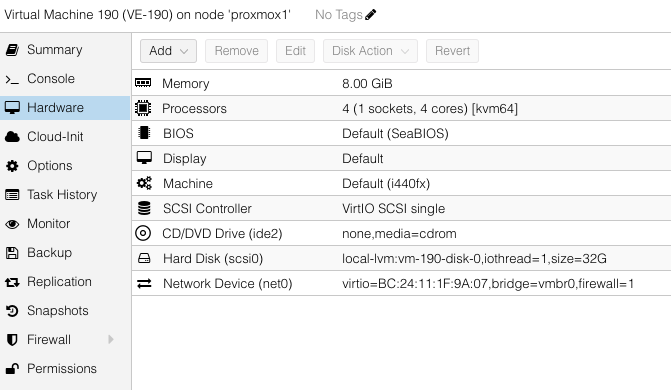 Virtual Machine 190 (VE-190) on node 'proxmox1' No Tags
Summary
Console
Hardware
Cloud-Init
Options
Task History
Monitor
Backup
Replication
Snapshots
Firewall
Permissions
Add Remove Edit Disk Action Revert
Memory 8.00 GiB
Processors 4 (1 sockets, 4 cores) [kvm64]
BIOS Default (SeaBIOS)
Display Default
Machine Default (i440fx)
SCSI Controller VirtIO SCSI single
CD/DVD Drive (ide2) none,media=cdrom
Hard Disk (scsi0) local-lvm:vm-190-disk-0,iothread=1,size=32G
Network Device (net0) virtio=BC:24:11:1F:9A:07,bridge=vmbr0,firewall=1